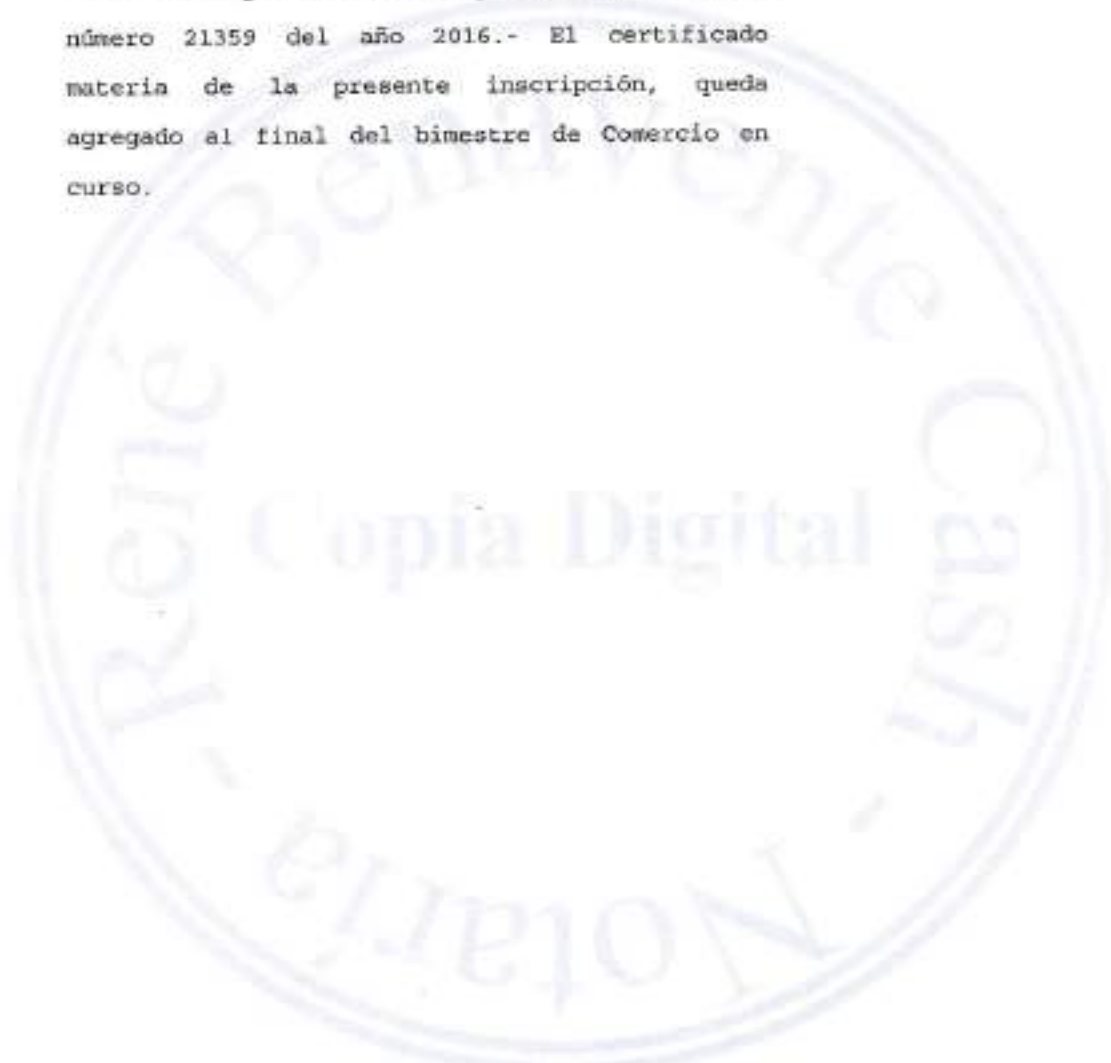 número 21359 del año 2016.- El certificado
materia de la presente inscripción, queda
agregado al final del bimestre de Comercio en
curso.
Copia Digital
René Benavente Cash - Notaría -